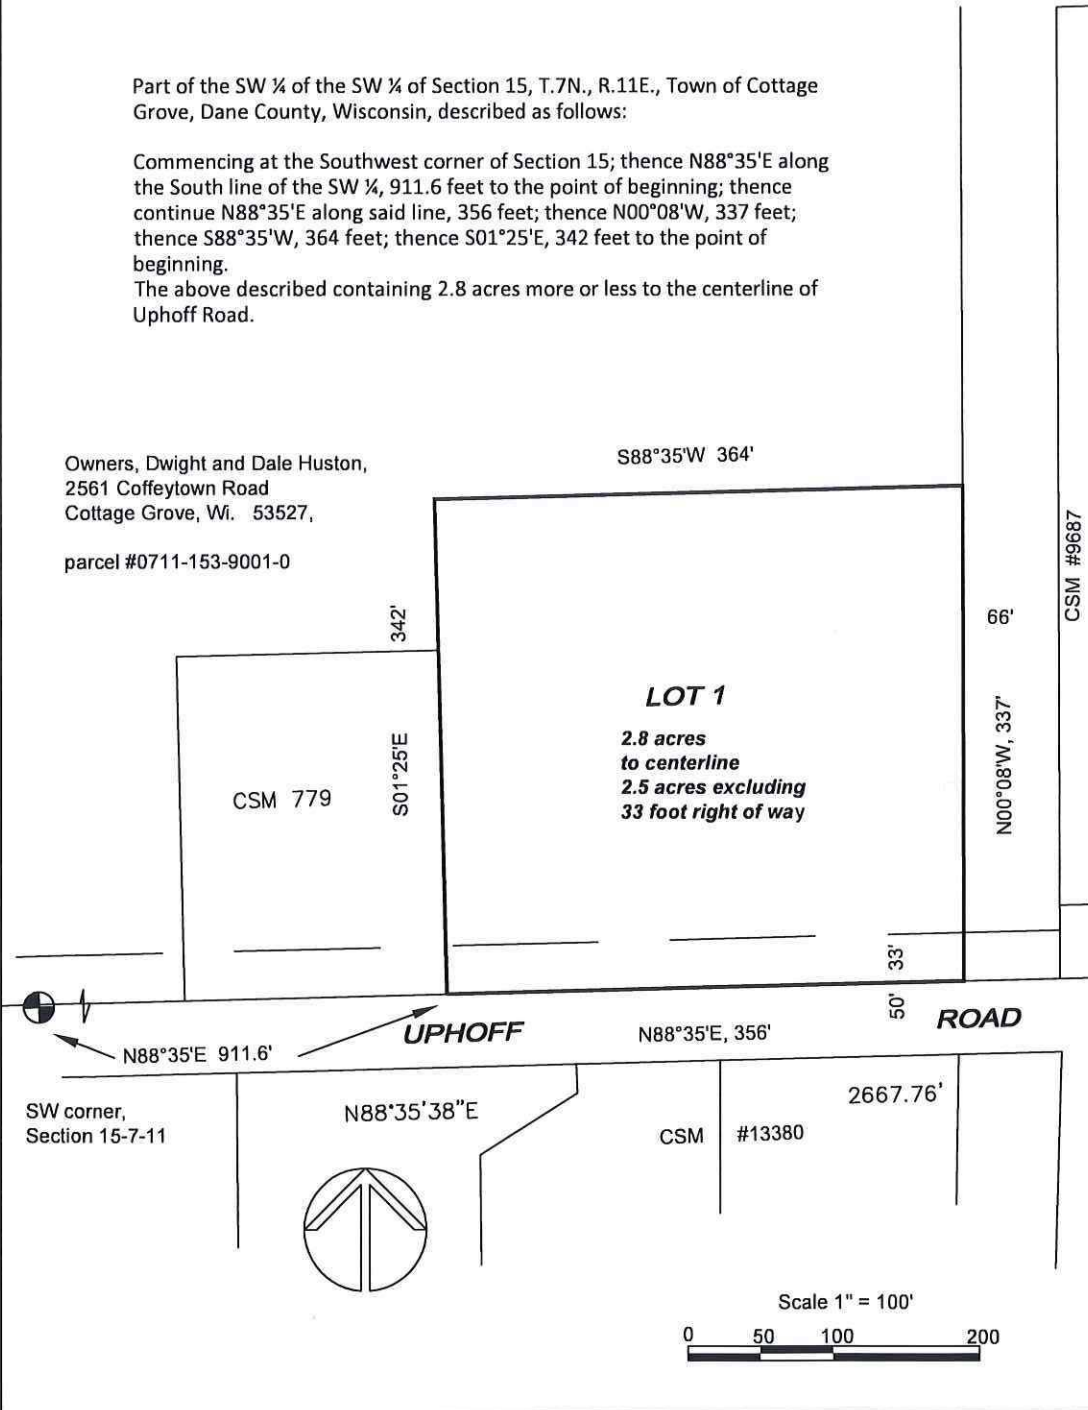 Part of the SW ¼ of the SW ¼ of Section 15, T.7N., R.11E., Town of Cottage
Grove, Dane County, Wisconsin, described as follows:
Commencing at the Southwest corner of Section 15; thence N88°35'E along
the South line of the SW ¼, 911.6 feet to the point of beginning; thence
continue N88°35'E along said line, 356 feet; thence N00°08'W, 337 feet;
thence S88°35'W, 364 feet; thence S01°25'E, 342 feet to the point of
beginning.
The above described containing 2.8 acres more or less to the centerline of
Uphoff Road.
Owners, Dwight and Dale Huston,
2561 Coffeytown Road
Cottage Grove, Wi. 53527,
parcel #0711-153-9001-0
S88°35'W 364'
CSM #9687
342'
66'
LOT 1
2.8 acres
to centerline
2.5 acres excluding
33 foot right of way
S01°25'E
CSM 779
N00°08'W, 337'
33'
50'
UPHOFF
ROAD
N88°35'E 911.6'
N88°35'E, 356'
SW corner,
Section 15-7-11
N88°35'38"E
2667.76'
CSM #13380
Scale 1" = 100'
0 50 100 200